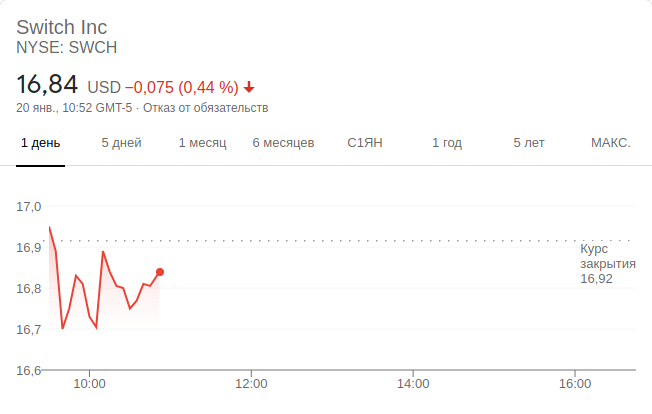 Switch Inc
NYSE: SWCH
16,84 USD −0,075 (0,44 %)
20 янв., 10:52 GMT-5 · Отказ от обязательств
1 день 5 дней 1 месяц 6 месяцев С1ЯН 1 год 5 лет МАКС.
17,0
16,9
Курс
закрытия
16,92
16,8
16,7
16,6
10:00 12:00 14:00 16:00